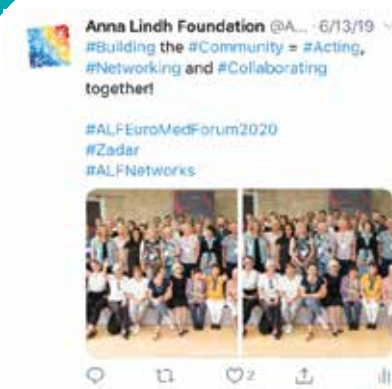 Anna Lindh Foundation @A... · 6/13/19
#Building the #Community = #Acting,
#Networking and #Collaborating
together!
#ALFEuroMedForum2020
#Zadar
#ALFNetworks
2